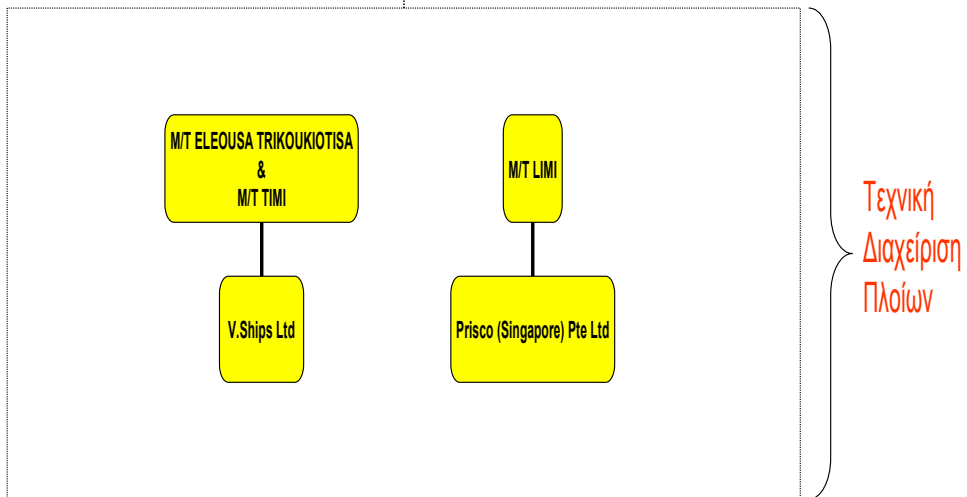 M/T ELEOUSA TRIKOUKIOTISA
&
M/T TIMI
M/T LIMI
V.Ships Ltd
Prisco (Singapore) Pte Ltd
Τεχνική
Διαχείριση
Πλοίων